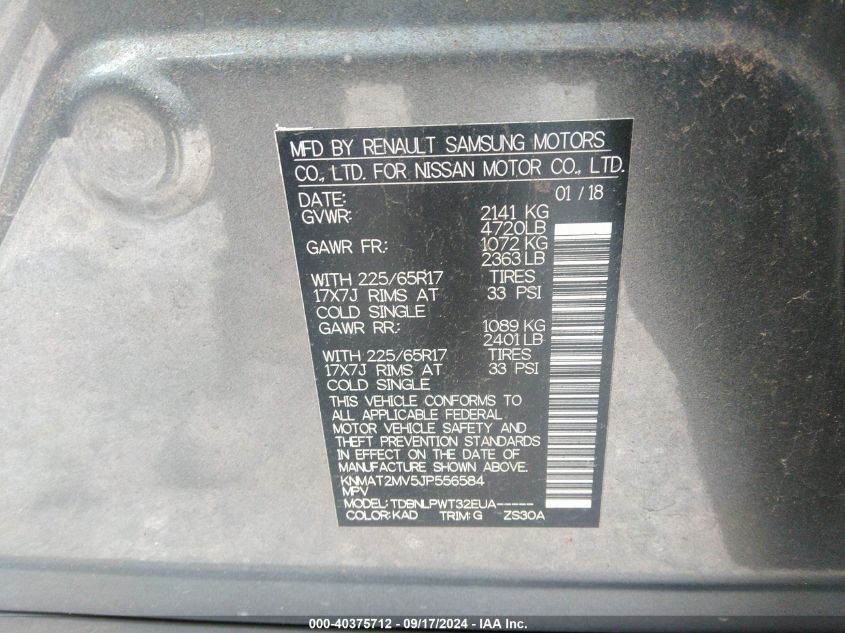 MFD BY RENAULT SAMSUNG MOTORS
CO., LTD. FOR NISSAN MOTOR CO., LTD.
DATE: 01 / 18
GVWR: 2141 KG
4720LB
GAWR FR.: 1072 KG
2363 LB
WITH 225/65R17 TIRES
17X7J RIMS AT 33 PSI
COLD SINGLE
GAWR RR.: 1089 KG
2401 LB
WITH 225/65R17 TIRES
17X7J RIMS AT 33 PSI
COLD SINGLE
THIS VEHICLE CONFORMS TO
ALL APPLICABLE FEDERAL
MOTOR VEHICLE SAFETY AND
THEFT PREVENTION STANDARDS
IN EFFECT ON THE DATE OF
MANUFACTURE SHOWN ABOVE.
KNMAT2MV5JP556584
MPV
MODEL: TDBNLPWT32EUA-----
COLOR: KAD TRIM: G ZS30A
000-40375712 - 09/17/2024 - IAA Inc.